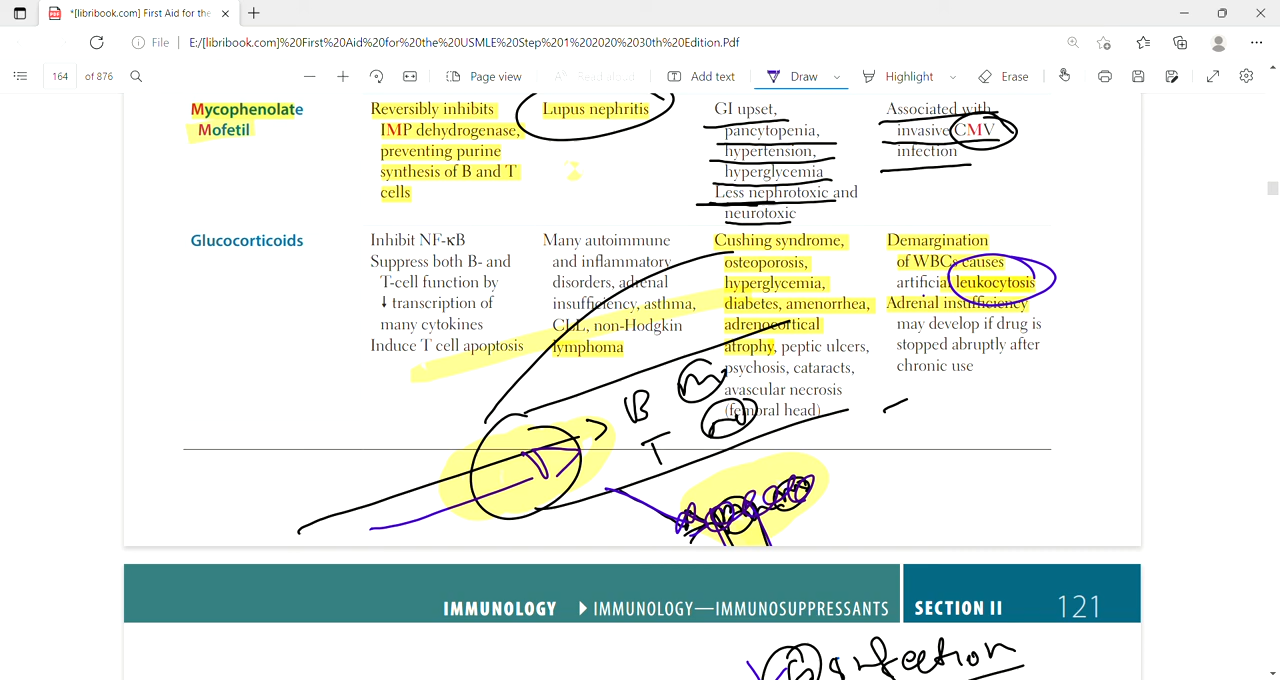 *[libribook.com] First Aid for the
File E:/[libribook.com]%20First%20Aid%20for%20the%20USMLE%20Step%201%202020%2030th%20Edition.Pdf
164 of 876 Page view Read aloud Add text Draw Highlight Erase
Mycophenolate
Mofetil
Reversibly inhibits
IMP dehydrogenase,
preventing purine
synthesis of B and T
cells
Lupus nephritis
GI upset,
pancytopenia,
hypertension,
hyperglycemia
Less nephrotoxic and
neurotoxic
Associated with
invasive CMV
infection
Glucocorticoids
Inhibit NF-κB
Suppress both B- and
T-cell function by
↓ transcription of
many cytokines
Induce T cell apoptosis
Many autoimmune
and inflammatory
disorders, adrenal
insufficiency, asthma,
CLL, non-Hodgkin
lymphoma
Cushing syndrome,
osteoporosis,
hyperglycemia,
diabetes, amenorrhea,
adrenocortical
atrophy, peptic ulcers,
psychosis, cataracts,
avascular necrosis
(femoral head)
Demargination
of WBCs causes
artificial leukocytosis
Adrenal insufficiency
may develop if drug is
stopped abruptly after
chronic use
B
T
IMMUNOLOGY ▶ IMMUNOLOGY—IMMUNOSUPPRESSANTS SECTION II 121
infection